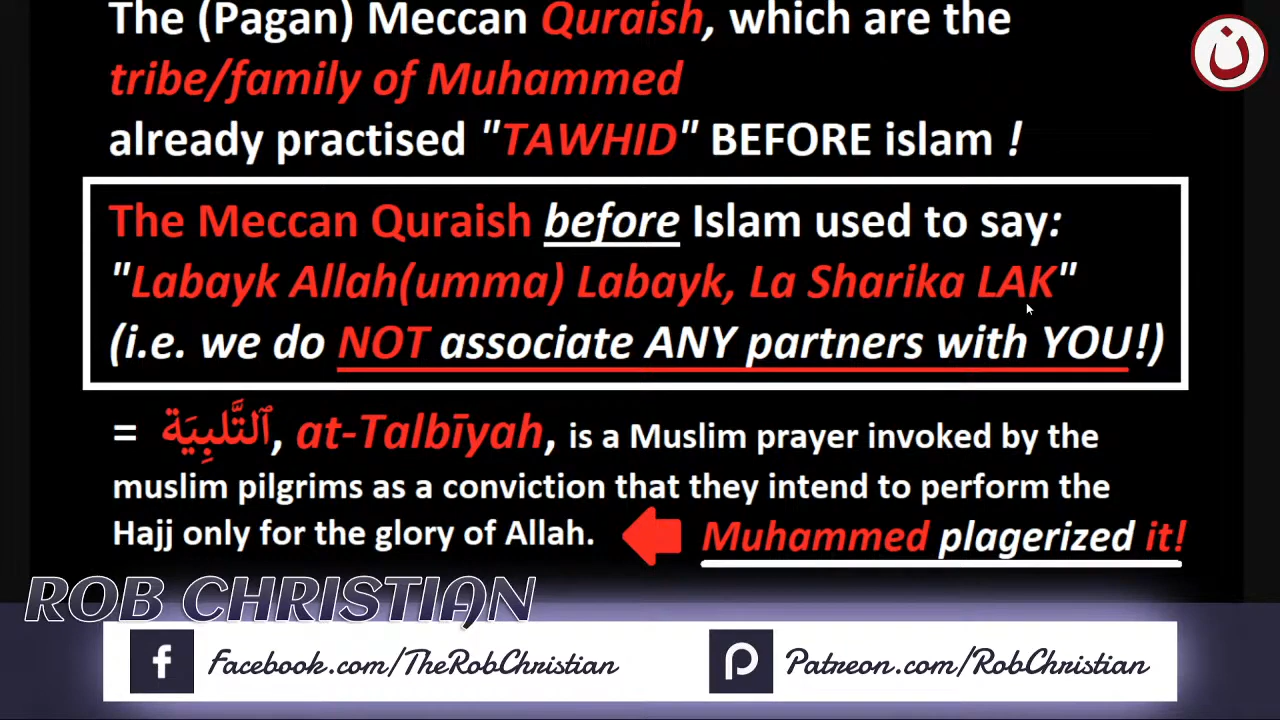 The (Pagan) Meccan Quraish, which are the
tribe/family of Muhammed
already practised "TAWHID" BEFORE islam !
The Meccan Quraish before Islam used to say:
"Labayk Allah(umma) Labayk, La Sharika LAK"
(i.e. we do NOT associate ANY partners with YOU!)
= ٱلتَّلبِيَة, at-Talbīyah, is a Muslim prayer invoked by the
muslim pilgrims as a conviction that they intend to perform the
Hajj only for the glory of Allah. Muhammed plagerized it!
ROB CHRISTIAN
Facebook.com/TheRobChristian
Patreon.com/RobChristian
ن